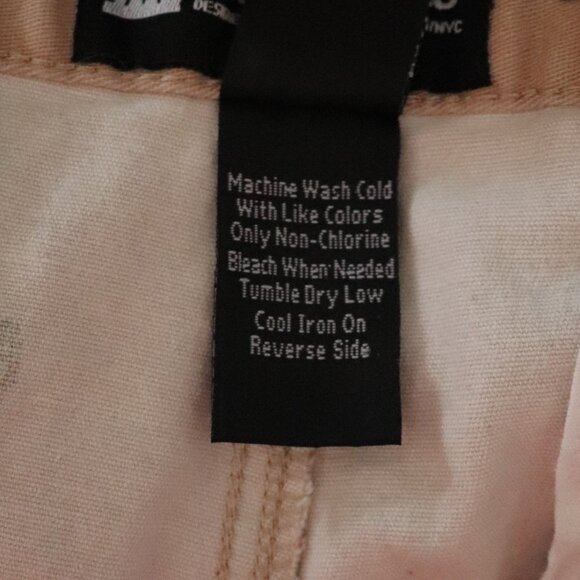 /NYC
Machine Wash Cold
With Like Colors
Only Non-Chlorine
Bleach When Needed
Tumble Dry Low
Cool Iron On
Reverse Side